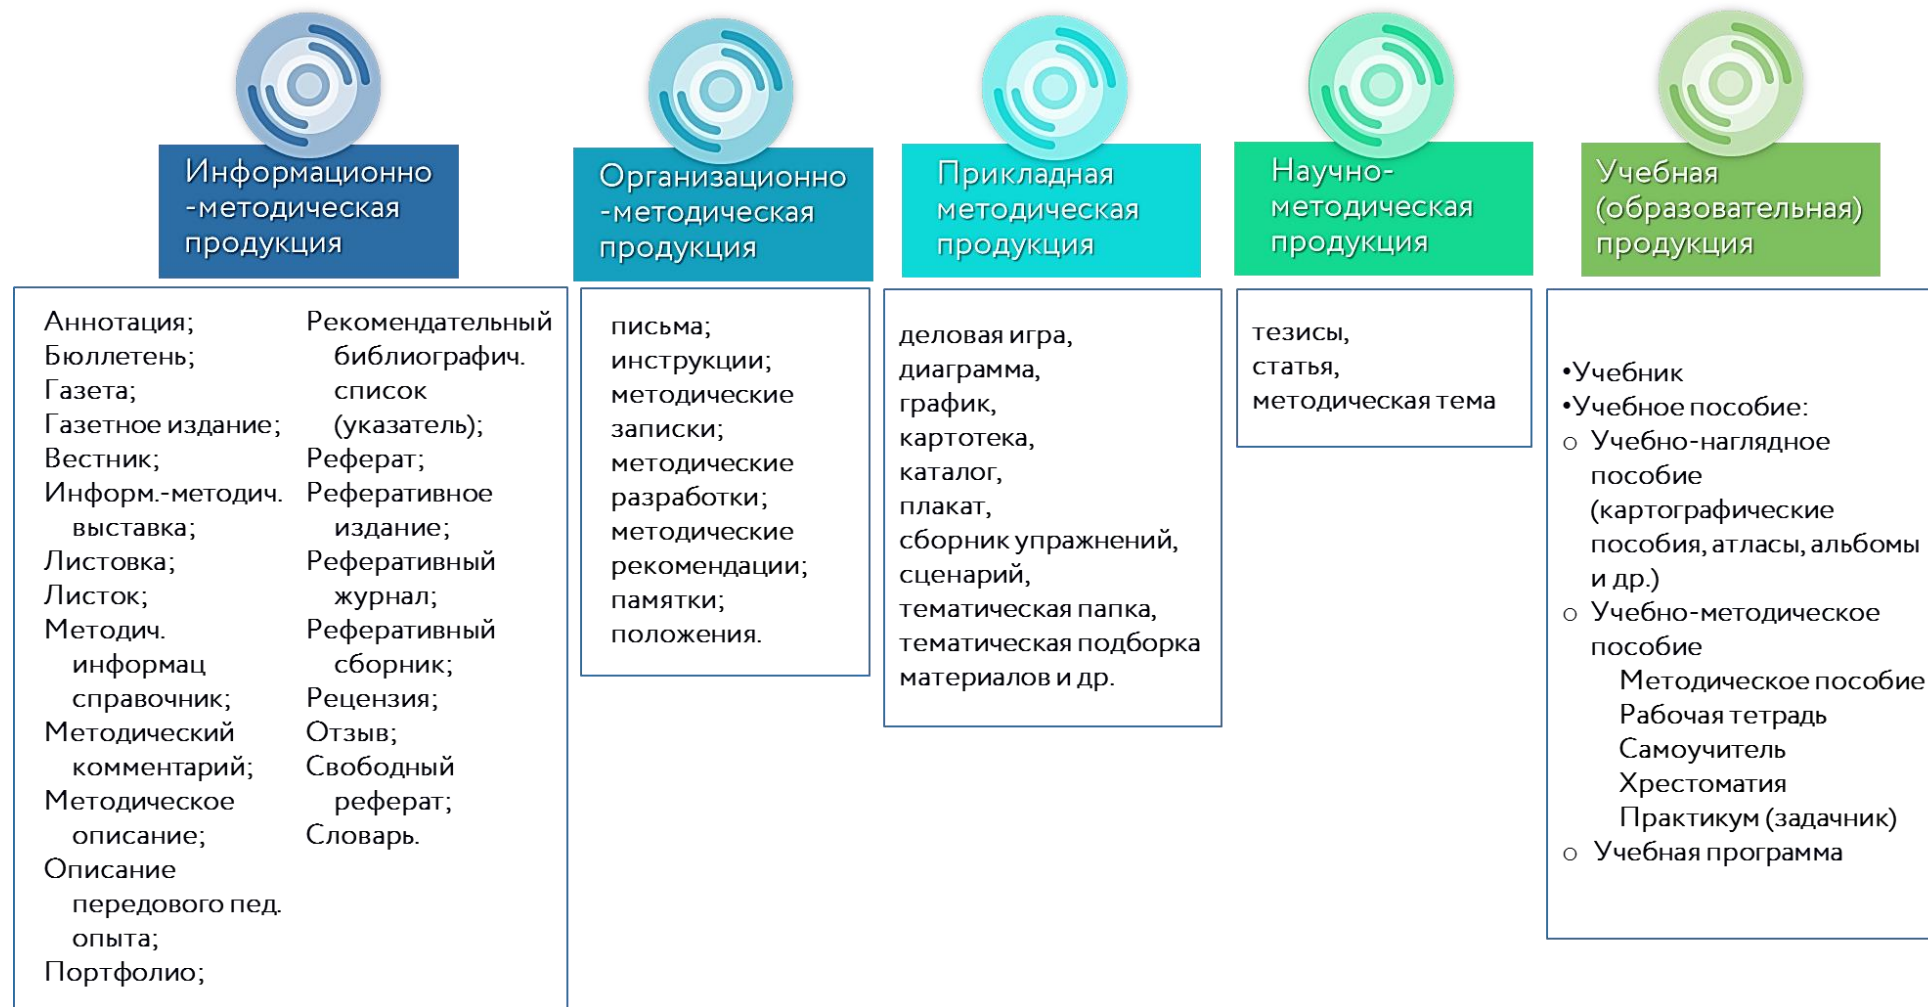 Информационно
-методическая
продукция
Аннотация;
Бюллетень;
Газета;
Газетное издание;
Вестник;
Информ.-методич.
выставка;
Листовка;
Листок;
Методич.
информац
справочник;
Методический
комментарий;
Методическое
описание;
Описание
передового пед.
опыта;
Портфолио;
Рекомендательный
библиографич.
список
(указатель);
Реферат;
Реферативное
издание;
Реферативный
журнал;
Реферативный
сборник;
Рецензия;
Отзыв;
Свободный
реферат;
Словарь.
Организационно
-методическая
продукция
письма;
инструкции;
методические
записки;
методические
разработки;
методические
рекомендации;
памятки;
положения.
Прикладная
методическая
продукция
деловая игра,
диаграмма,
график,
картотека,
каталог,
плакат,
сборник упражнений,
сценарий,
тематическая папка,
тематическая подборка
материалов и др.
Научно-
методическая
продукция
тезисы,
статья,
методическая тема
Учебная
(образовательная)
продукция
•Учебник
•Учебное пособие:
o Учебно-наглядное
пособие
(картографические
пособия, атласы, альбомы
и др.)
o Учебно-методическое
пособие
Методическое пособие
Рабочая тетрадь
Самоучитель
Хрестоматия
Практикум (задачник)
o Учебная программа